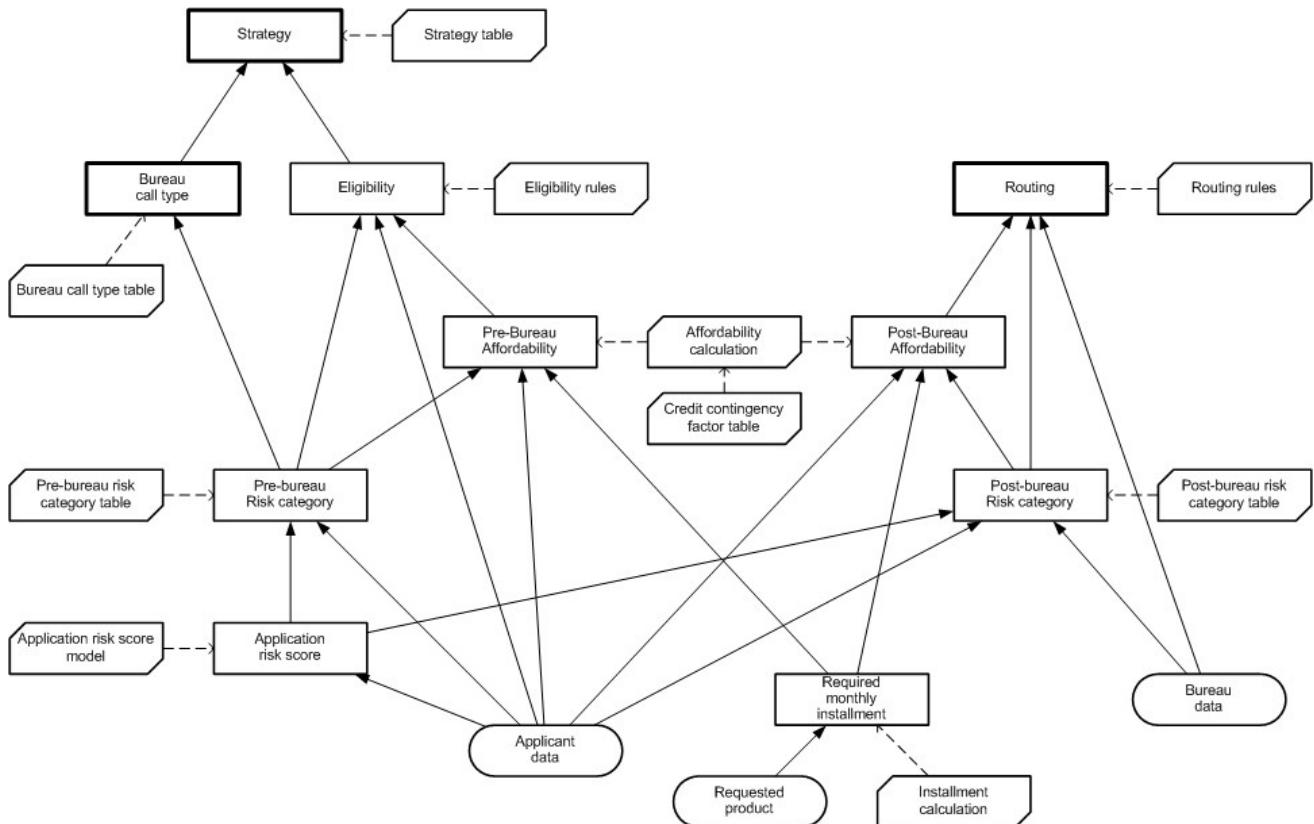 Strategy
Strategy table
Bureau
call type
Eligibility
Eligibility rules
Routing
Routing rules
Bureau call type table
Pre-Bureau
Affordability
Affordability
calculation
Post-Bureau
Affordability
Credit contingency
factor table
Pre-bureau risk
category table
Pre-bureau
Risk category
Post-bureau
Risk category
Post-bureau risk
category table
Application risk score
model
Application
risk score
Required
monthly
installment
Bureau
data
Applicant
data
Requested
product
Installment
calculation